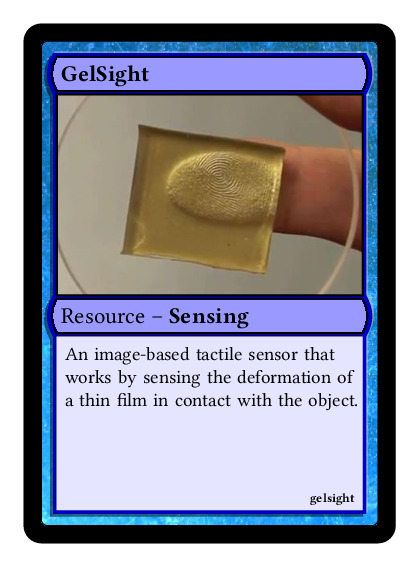 GelSight
Resource – Sensing
An image-based tactile sensor that
works by sensing the deformation of
a thin film in contact with the object.
gelsight